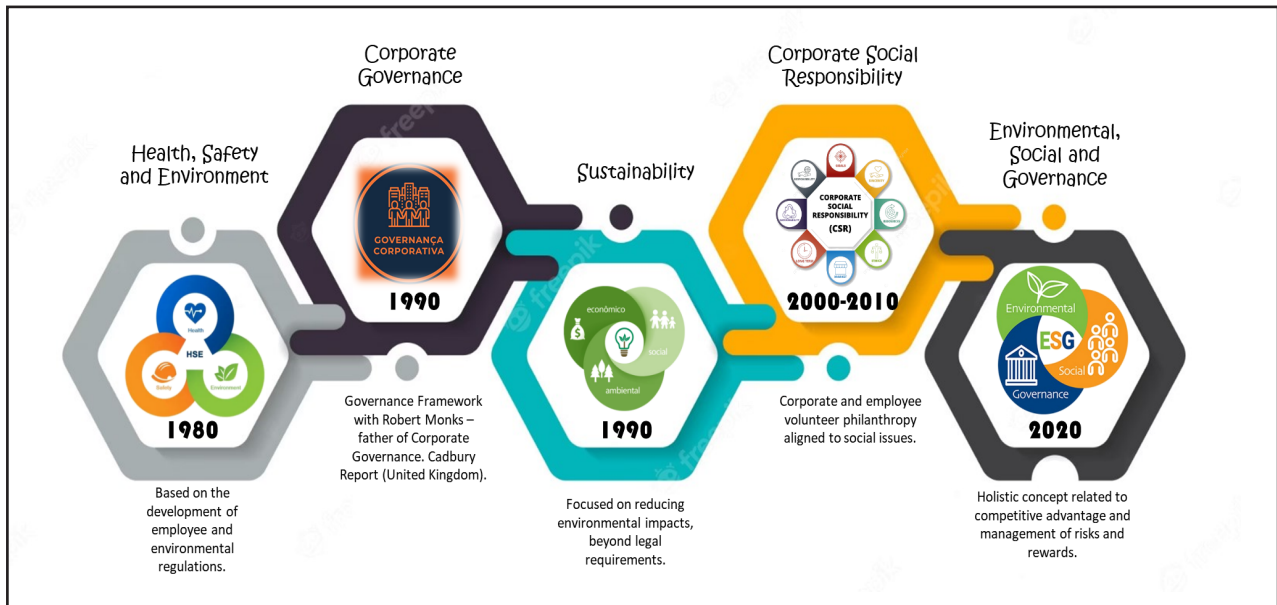 Health, Safety
and Environment
Health
HSE
Safety
Environment
1980
Based on the
development of
employee and
environmental
regulations.
Corporate
Governance
GOVERNANÇA
CORPORATIVA
1990
Governance Framework
with Robert Monks –
father of Corporate
Governance. Cadbury
Report (United Kingdom).
Sustainability
econômico
social
ambiental
1990
Focused on reducing
environmental impacts,
beyond legal
requirements.
Corporate Social
Responsibility
CORPORATE
SOCIAL
RESPONSIBILITY
(CSR)
2000-2010
Corporate and employee
volunteer philanthropy
aligned to social issues.
Environmental,
Social and
Governance
Environmental
ESG
Social
Governance
2020
Holistic concept related to
competitive advantage and
management of risks and
rewards.
freepik
freepik